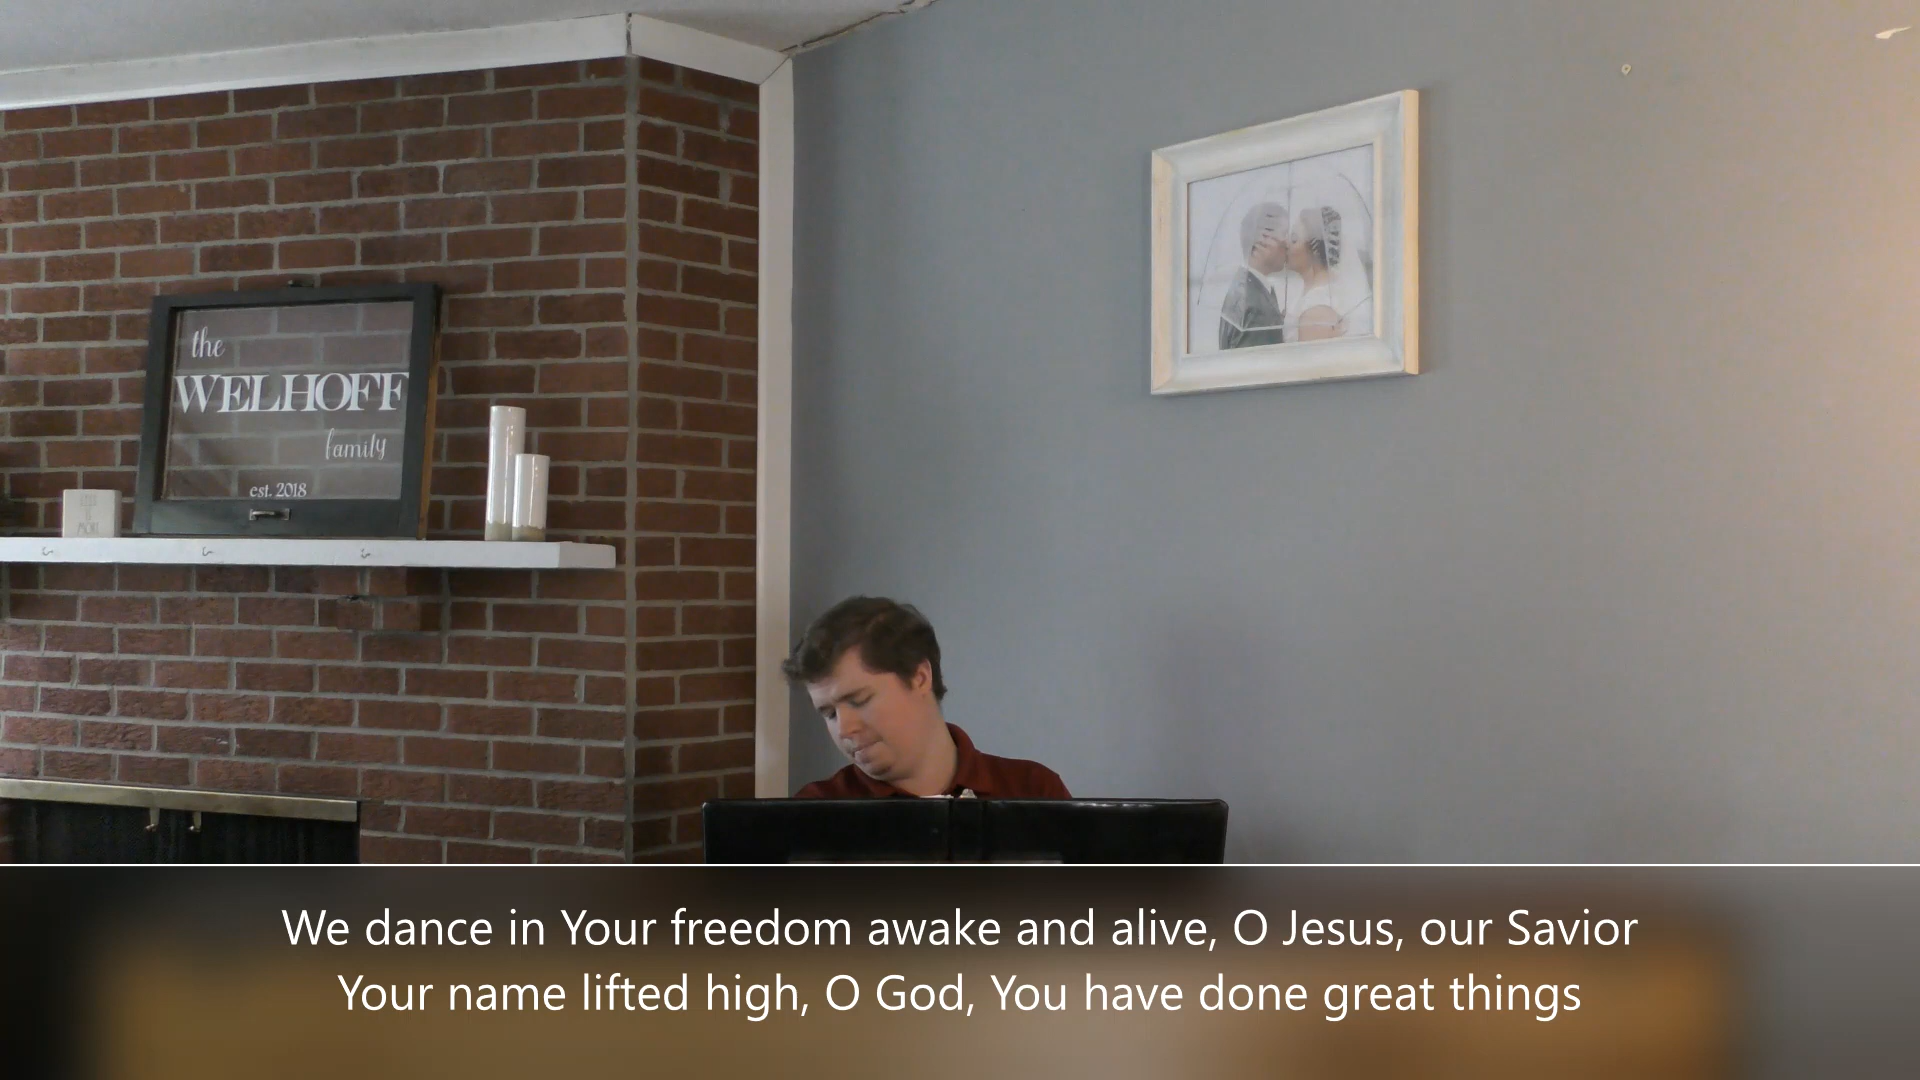 the
WELHOFF
family
est. 2018
We dance in Your freedom awake and alive, O Jesus, our Savior
Your name lifted high, O God, You have done great things